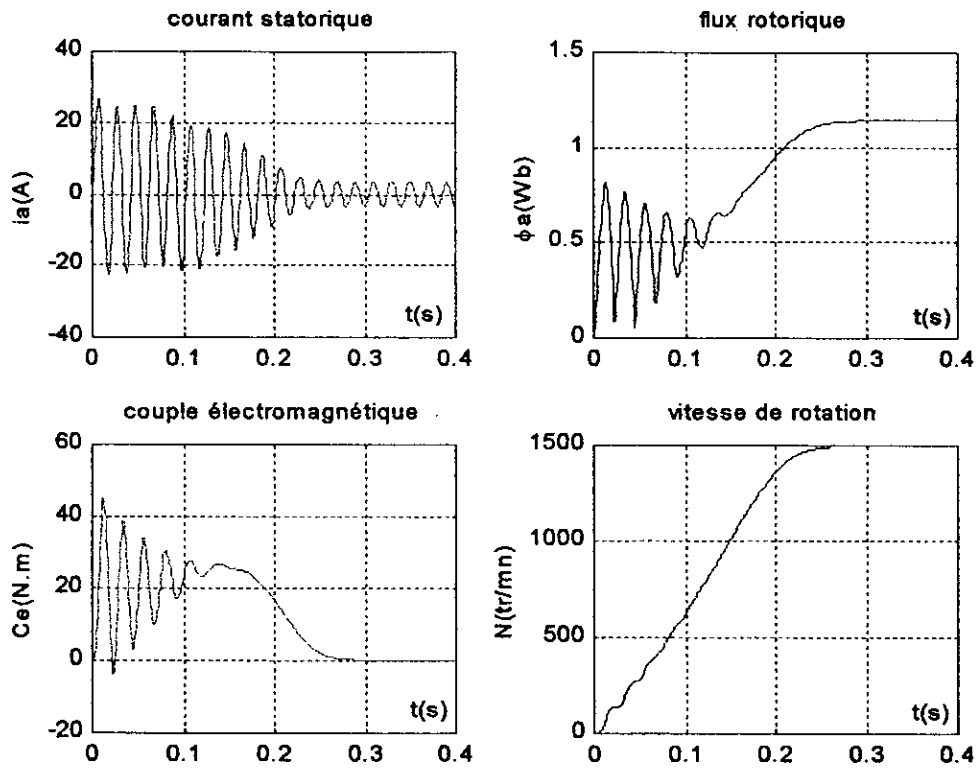 courant statorique
40
20
0
-20
-40
ia(A)
t(s)
0 0.1 0.2 0.3 0.4
flux rotorique
1.5
1
0.5
0
ϕa(Wb)
t(s)
0 0.1 0.2 0.3 0.4
couple électromagnétique
60
40
20
0
-20
Ce(N.m)
t(s)
0 0.1 0.2 0.3 0.4
vitesse de rotation
1500
1000
500
0
N(tr/mn)
t(s)
0 0.1 0.2 0.3 0.4